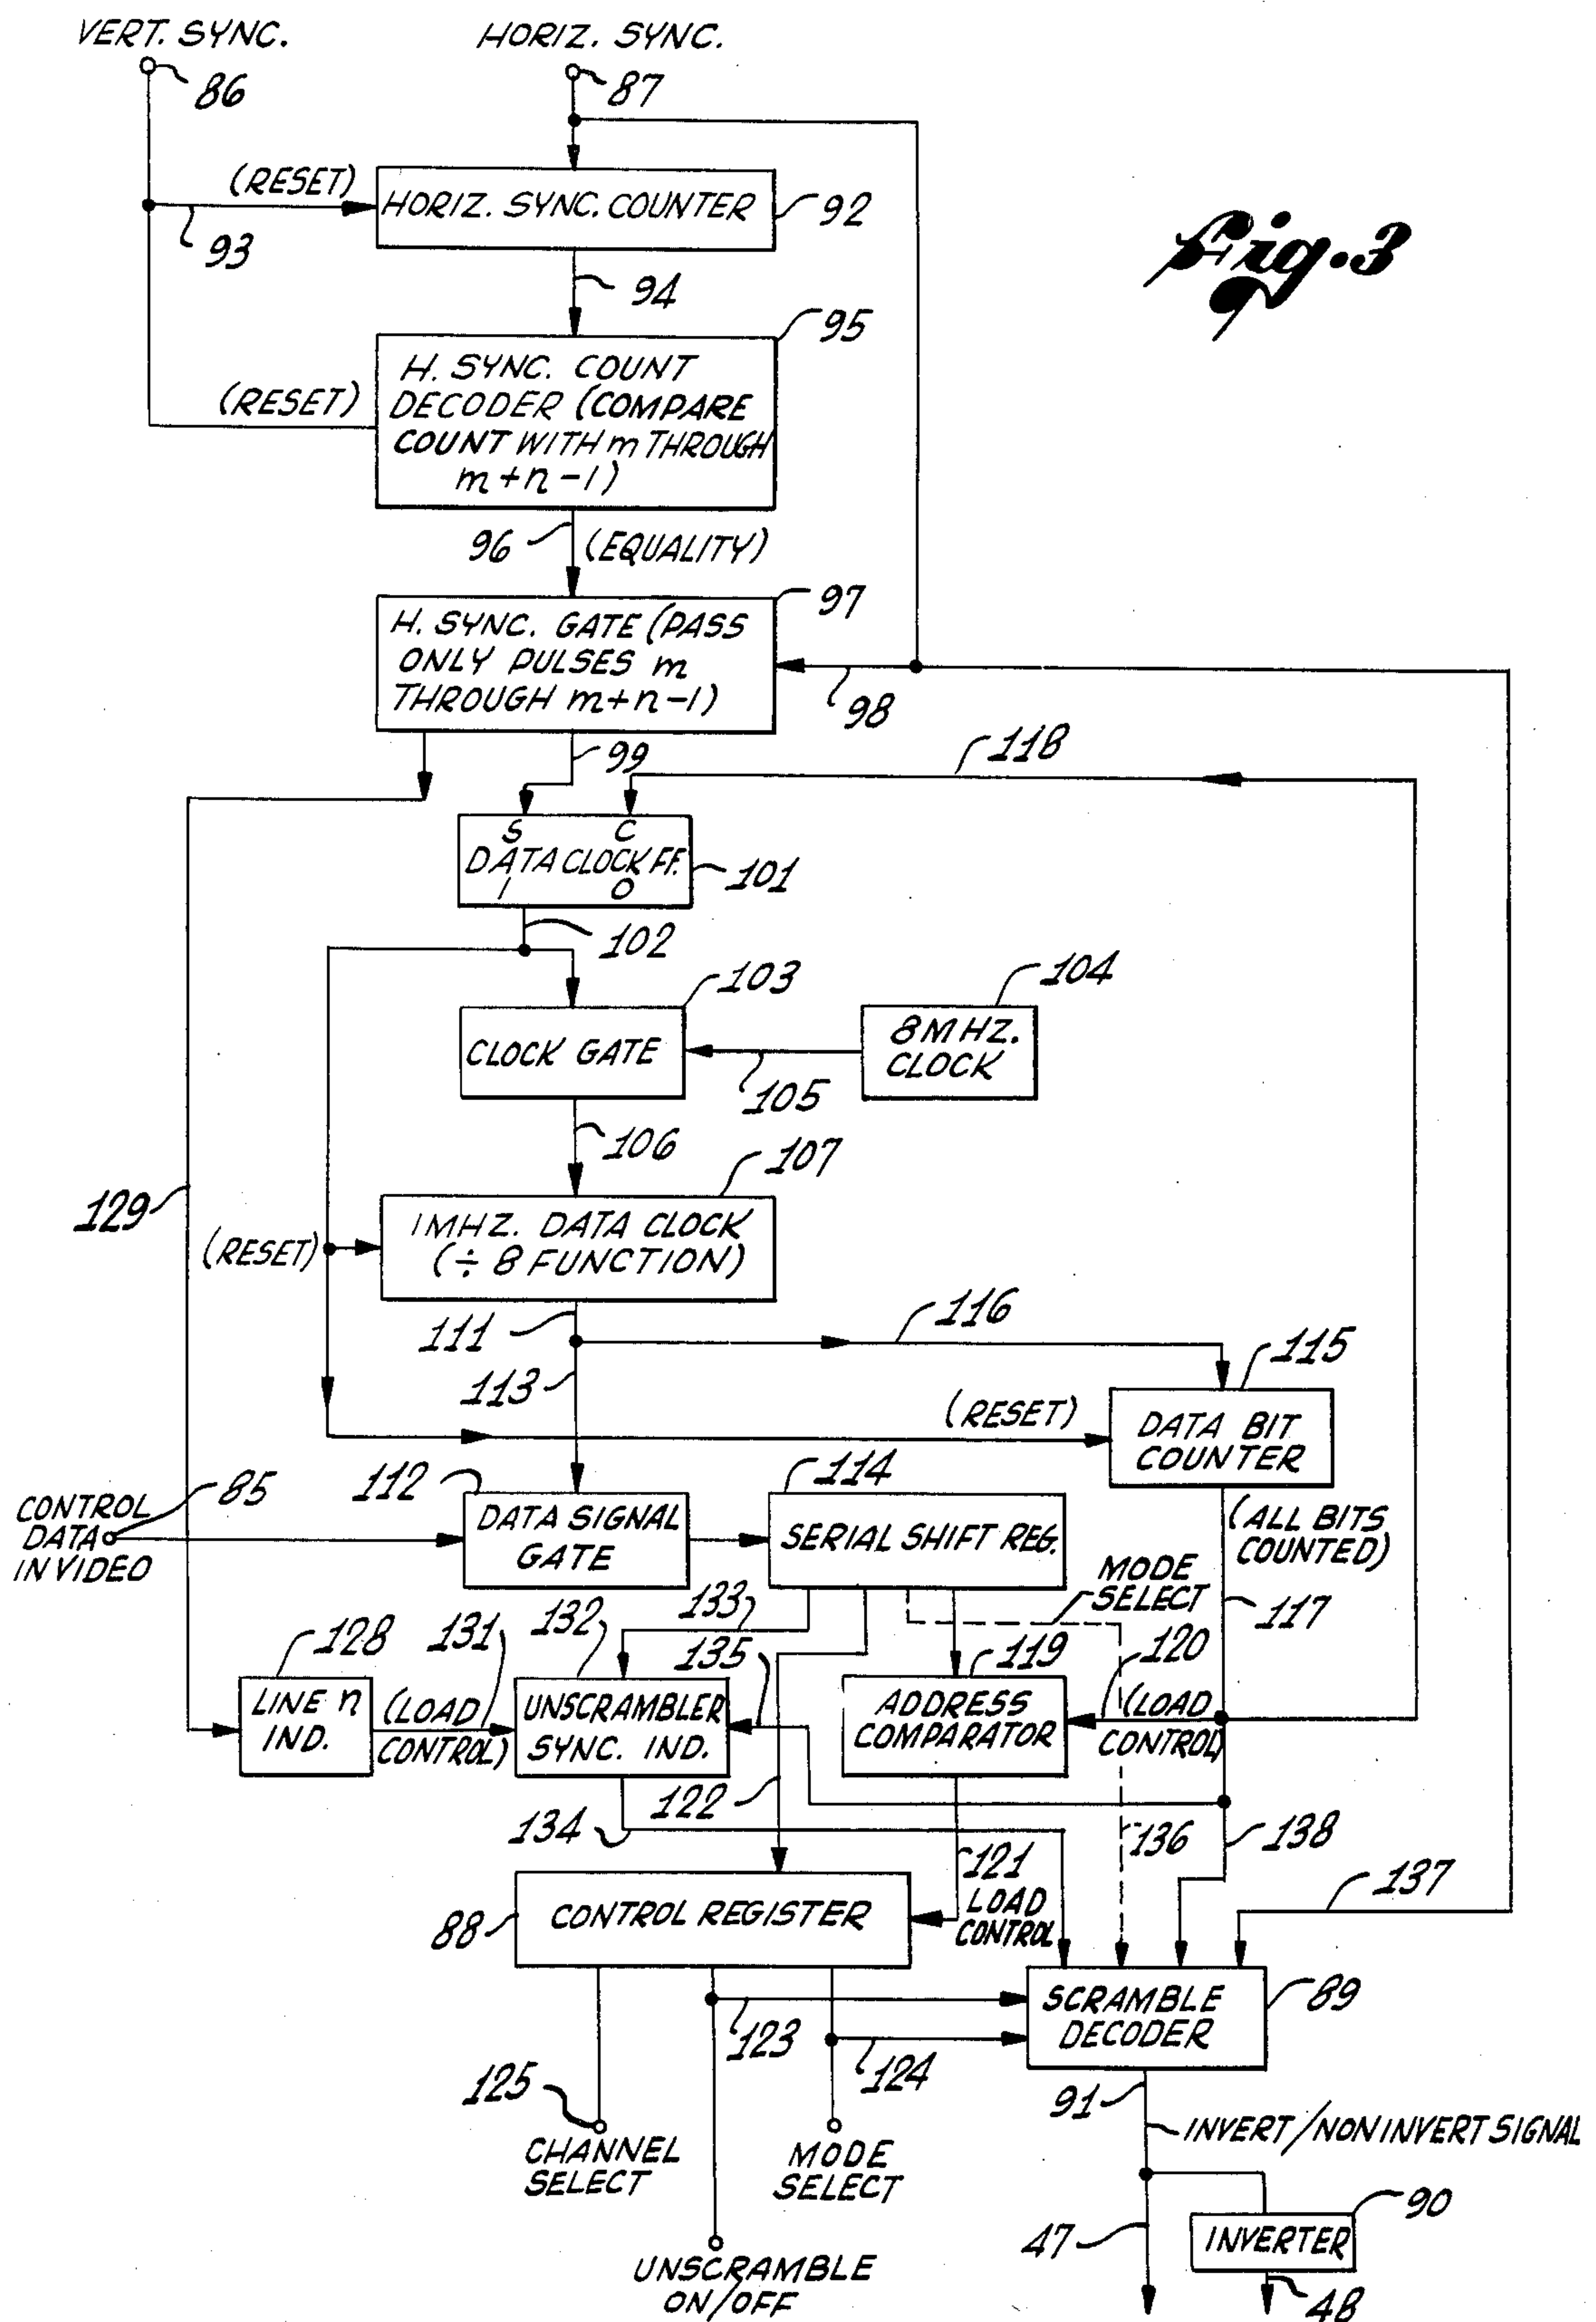 VERT. SYNC.
HORIZ. SYNC.
86
87
(RESET)
HORIZ. SYNC. COUNTER
92
93
94
Fig. 3
95
H. SYNC. COUNT
DECODER (COMPARE
COUNT WITH m THROUGH
m+n-1)
(RESET)
96
(EQUALITY)
97
H. SYNC. GATE (PASS
ONLY PULSES m
THROUGH m+n-1)
98
99
118
S C
DATA CLOCK FF.
1 0
101
102
103
104
CLOCK GATE
8MHZ.
CLOCK
105
106
107
129
1MHZ. DATA CLOCK
(÷ 8 FUNCTION)
(RESET)
111
116
113
115
(RESET)
DATA BIT
COUNTER
112
114
85
CONTROL
DATA
IN VIDEO
DATA SIGNAL
GATE
SERIAL SHIFT REG.
(ALL BITS
COUNTED)
MODE
SELECT
117
133
128
131
132
135
119
120
LINE n
IND.
(LOAD
CONTROL)
UNSCRAMBLER
SYNC. IND.
ADDRESS
COMPARATOR
(LOAD
CONTROL)
122
134
136
138
121
137
LOAD
CONTROL
CONTROL REGISTER
88
SCRAMBLE
DECODER
89
123
124
125
91
CHANNEL
SELECT
MODE
SELECT
INVERT/NON INVERT SIGNAL
90
47
INVERTER
UNSCRAMBLE
ON/OFF
48